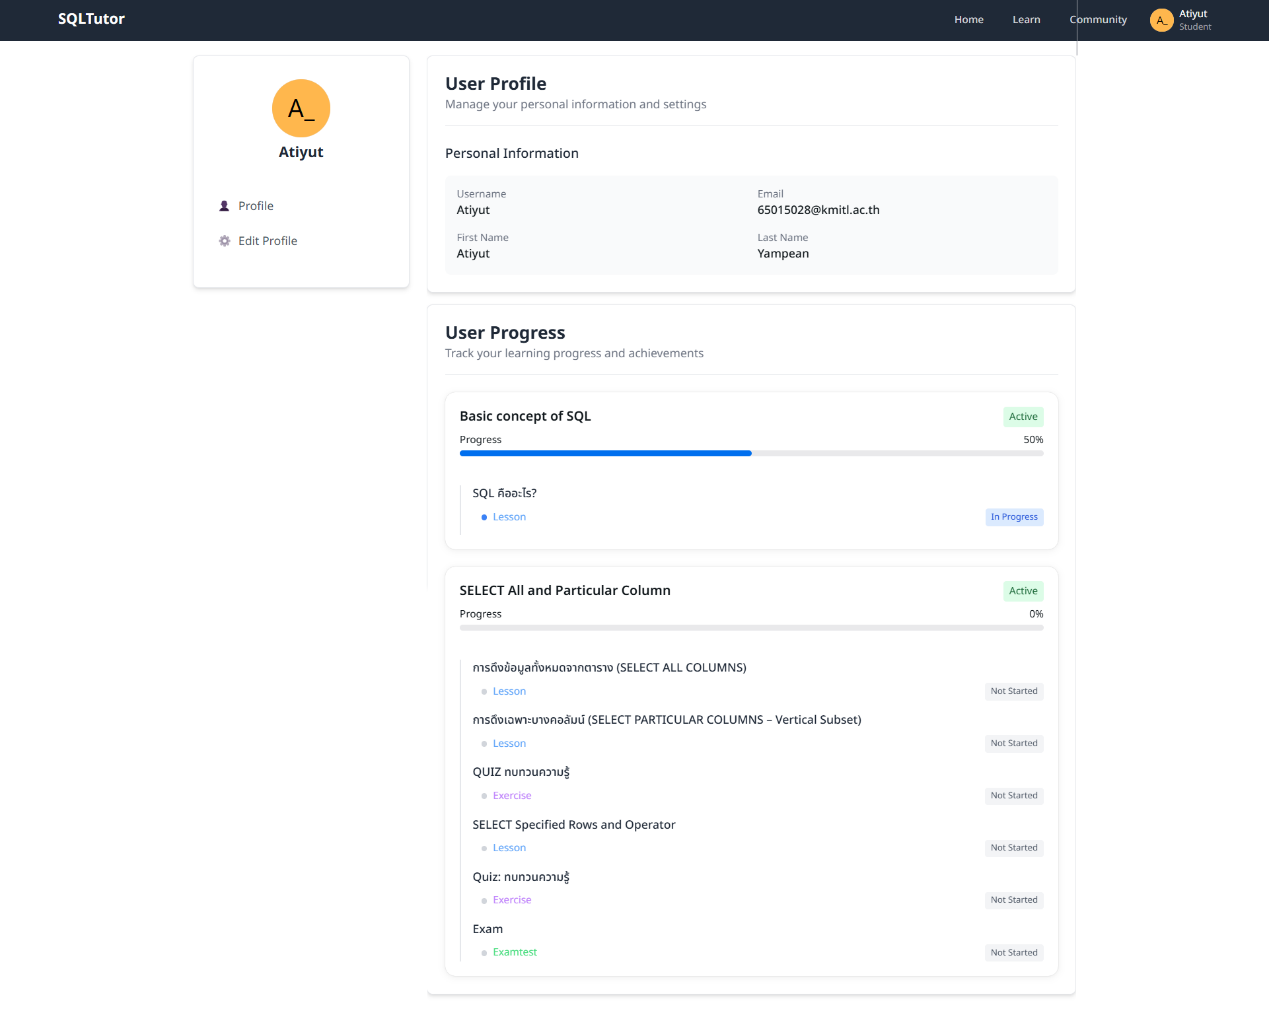 SQLTutor
Home Learn Community A_ Atiyut
Student
A_
Atiyut
Profile
Edit Profile
User Profile
Manage your personal information and settings
Personal Information
Username Email
Atiyut 65015028@kmitl.ac.th
First Name Last Name
Atiyut Yampean
User Progress
Track your learning progress and achievements
Basic concept of SQL Active
Progress 50%
SQL คืออะไร?
Lesson In Progress
SELECT All and Particular Column Active
Progress 0%
การดึงข้อมูลทั้งหมดจากตาราง (SELECT ALL COLUMNS)
Lesson Not Started
การดึงเฉพาะบางคอลัมน์ (SELECT PARTICULAR COLUMNS – Vertical Subset)
Lesson Not Started
QUIZ ทบทวนความรู้
Exercise Not Started
SELECT Specified Rows and Operator
Lesson Not Started
Quiz: ทบทวนความรู้
Exercise Not Started
Exam
Examtest Not Started